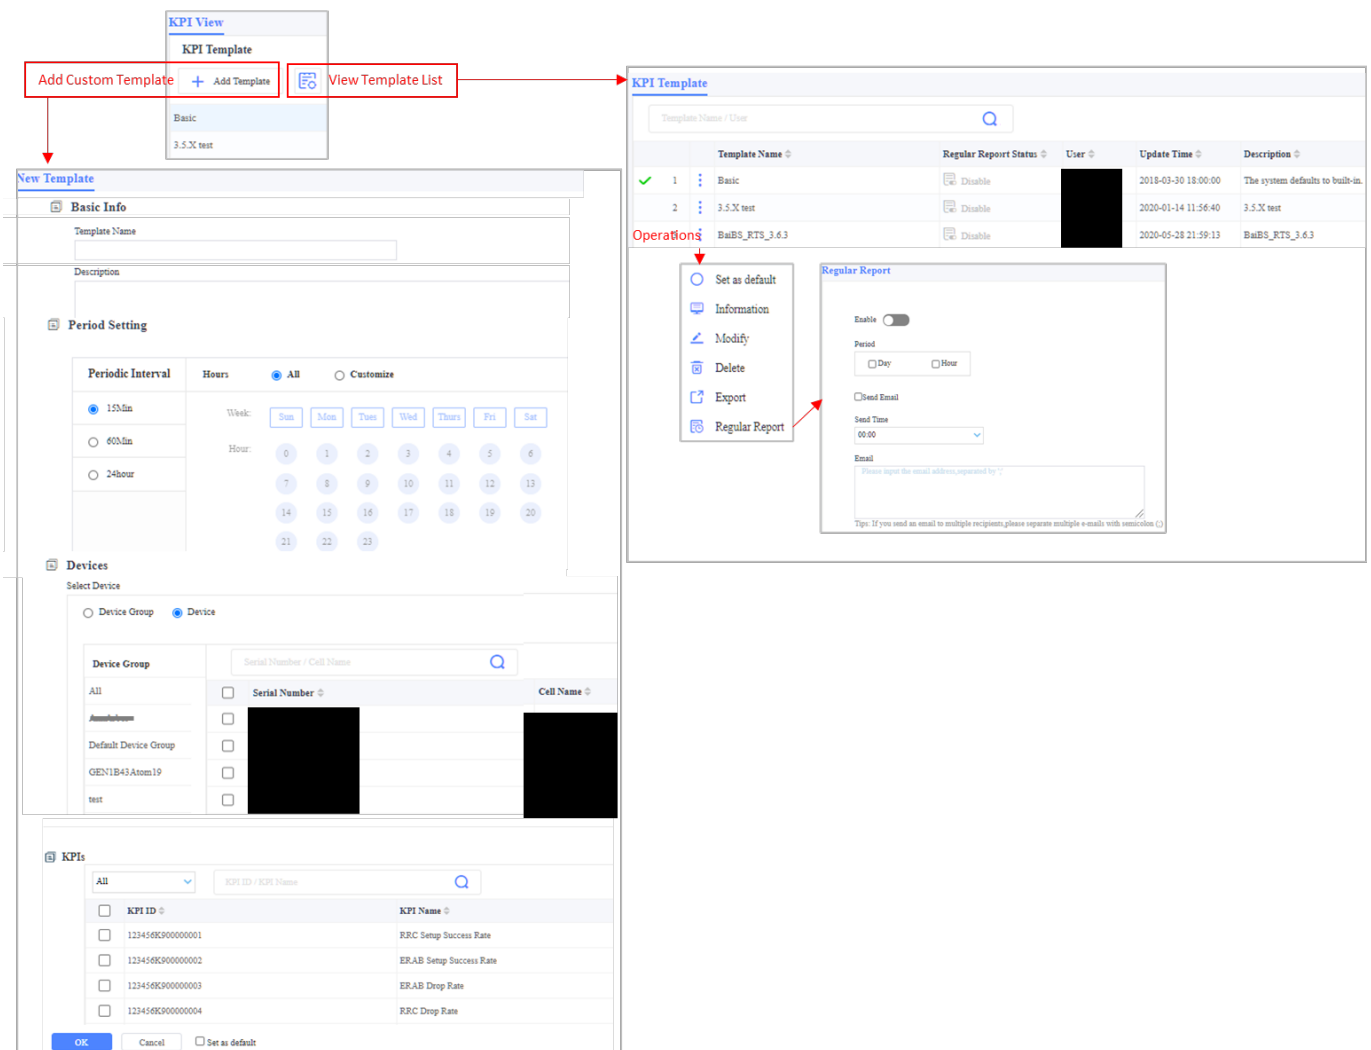 KPI View
KPI Template
Add Custom Template
Add Template
View Template List
Basic
3.5.X test
New Template
Basic Info
Template Name
Description
Period Setting
Periodic Interval
Hours
All
Customize
15Min
60Min
24hour
Week:
Sun Mon Tues Wed Thurs Fri Sat
Hour:
0 1 2 3 4 5 6
7 8 9 10 11 12 13
14 15 16 17 18 19 20
21 22 23
Devices
Select Device
Device Group
Device
Device Group
Serial Number / Cell Name
All
Serial Number
Cell Name
Default Device Group
GEN1B43Atom19
test
KPIs
All
KPI ID / KPI Name
KPI ID
KPI Name
123456K900000001
RRC Setup Success Rate
123456K900000002
ERAB Setup Success Rate
123456K900000003
ERAB Drop Rate
123456K900000004
RRC Drop Rate
OK
Cancel
Set as default
KPI Template
Template Name / User
Template Name
Regular Repoırt Status
User
Update Time
Description
1 Basic Disable 2018-03-30 18:00:00 The system defaults to built-in.
2 3.5.X test Disable 2020-01-14 11:56:40 3.5.X test
BaiBS_RTS_3.6.3 Disable 2020-05-28 21:59:13 BaiBS_RTS_3.6.3
Operations
Set as default
Information
Modify
Delete
Export
Regular Report
Regular Report
Enable
Period
Day
Hour
Send Email
Send Time
00:00
Email
Please input the email address,separated by ';'
Tips: If you send an email to multiple recipients,please separate multiple e-mails with semicolon (;)